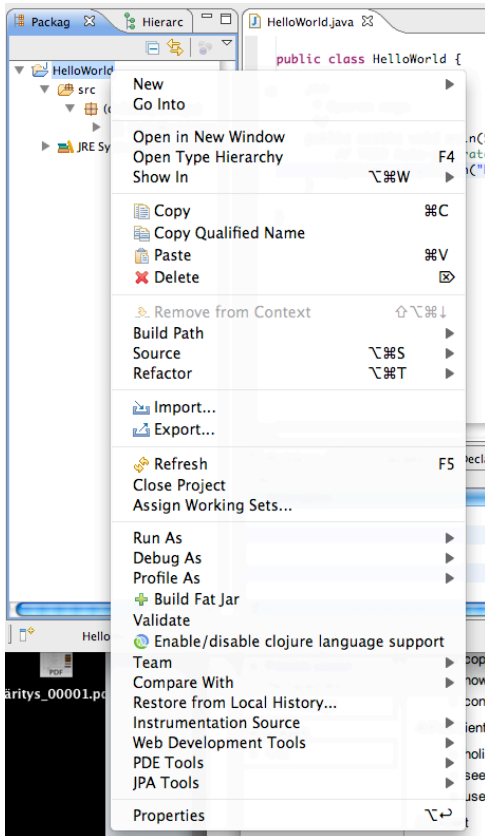 Packag
Hierarc
HelloWorld.java
public class HelloWorld {
HelloWorld
src
JRE Sy
New
Go Into
Open in New Window
Open Type Hierarchy F4
Show In ⌥⌘W
Copy ⌘C
Copy Qualified Name
Paste ⌘V
Delete ⌦
Remove from Context ⇧⌥⌘↓
Build Path
Source ⌥⌘S
Refactor ⌥⌘T
Import...
Export...
Refresh F5
Close Project
Assign Working Sets...
Run As
Debug As
Profile As
Build Fat Jar
Validate
Enable/disable clojure language support
Team
Compare With
Restore from Local History...
Instrumentation Source
Web Development Tools
PDE Tools
JPA Tools
Properties ⌥↩
Hello
PDF
äritys_00001.pd